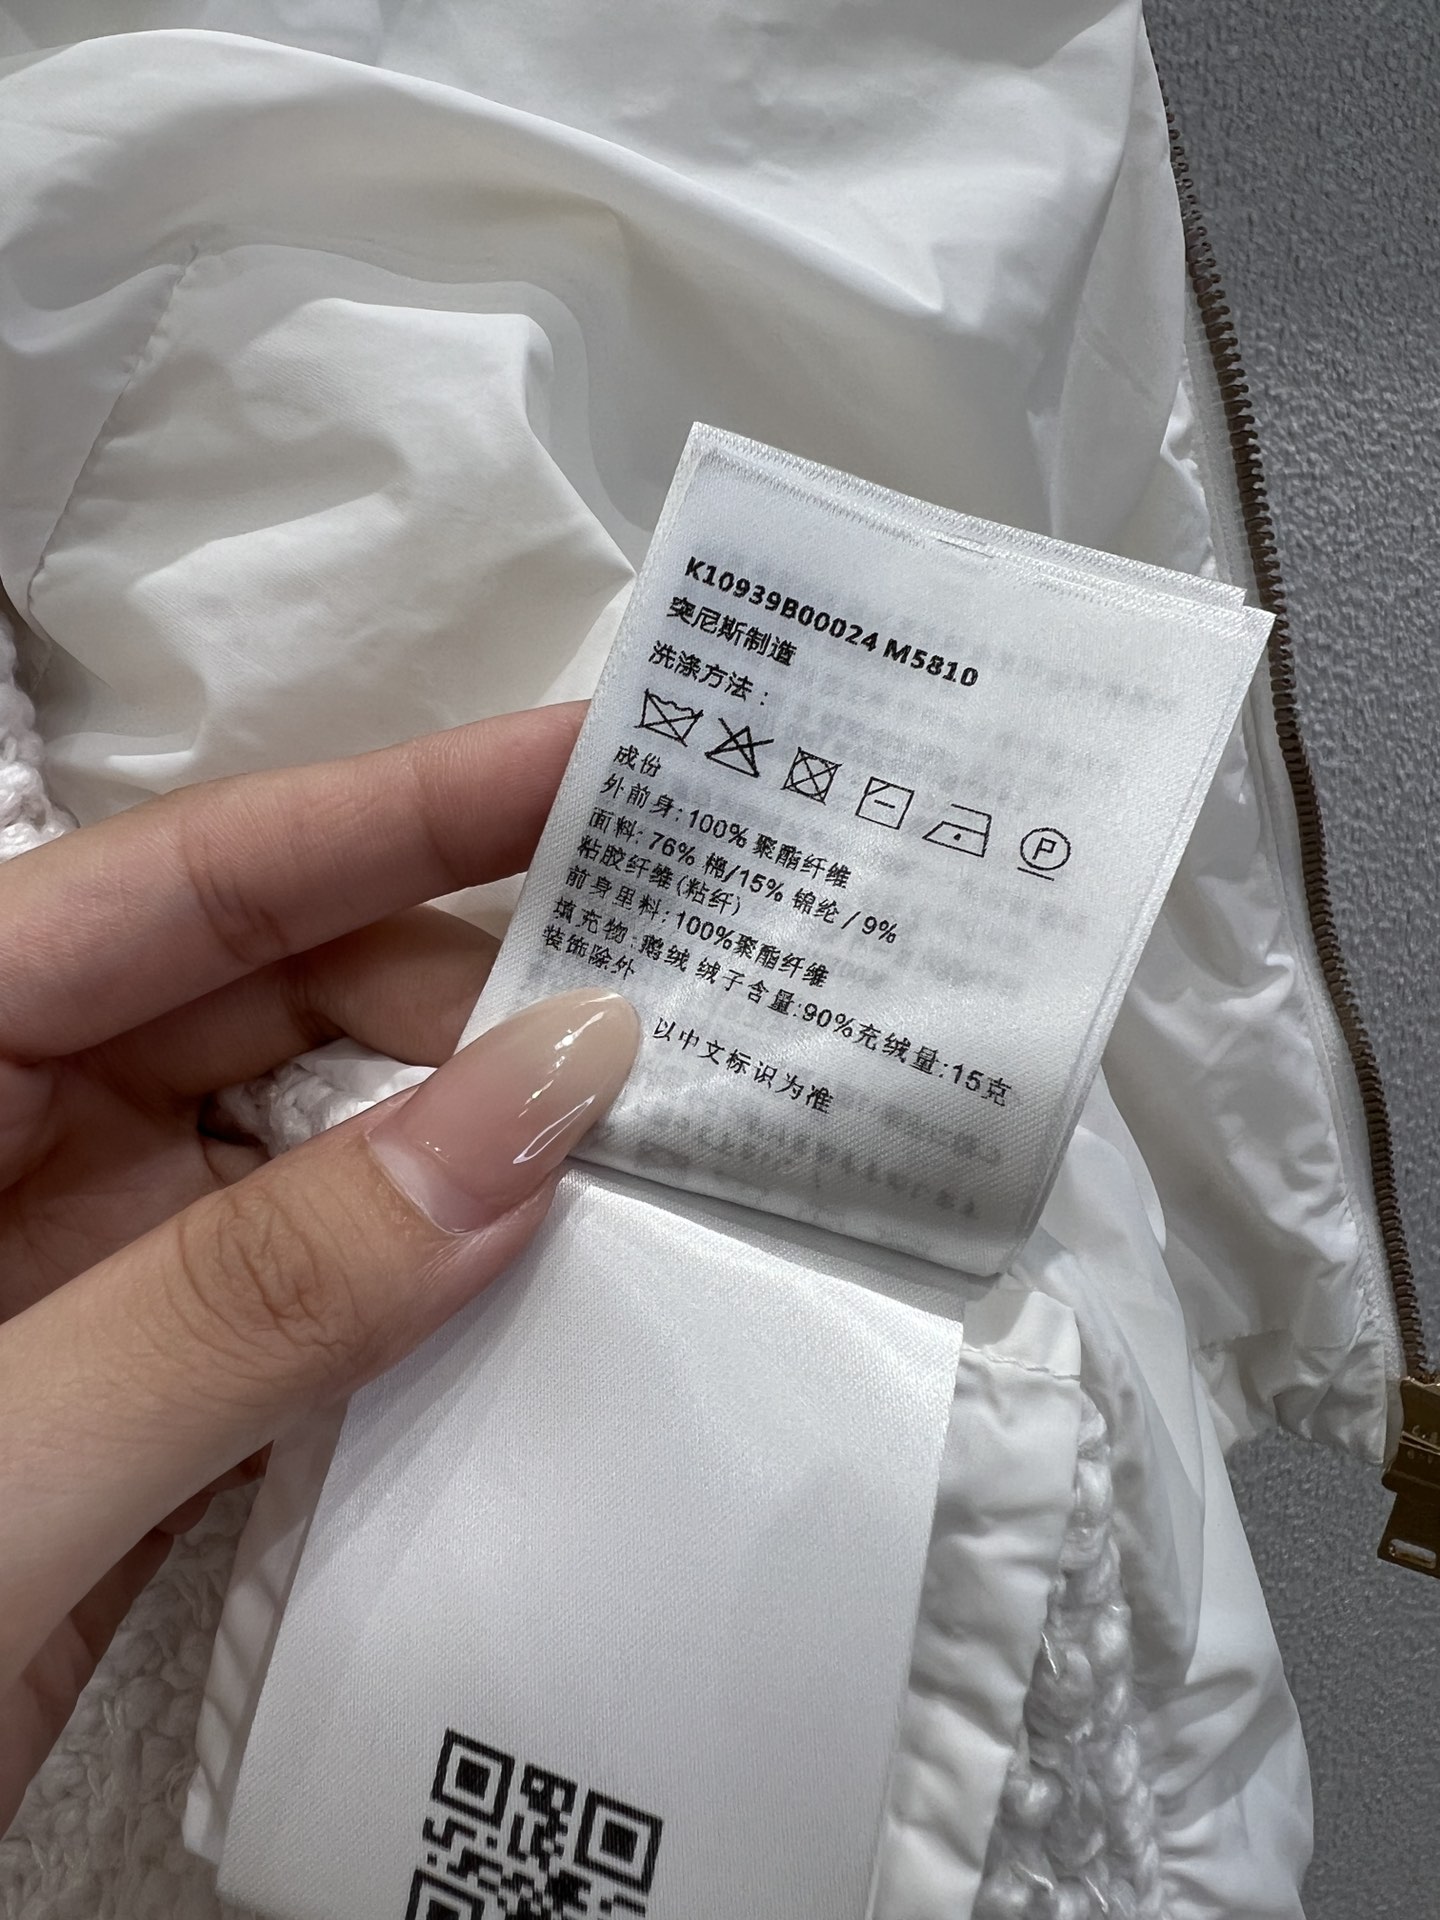 K10939B00024 M5810
突尼斯制造
洗涤方法：
P
成份
外前身:100% 聚酯纤维
面料: 76% 棉/15% 锦纶 / 9%
粘胶纤维(粘纤)
前身里料:100%聚酯纤维
填充物:鹅绒 绒子含量:90%充绒量:15克
装饰除外
以中文标识为准